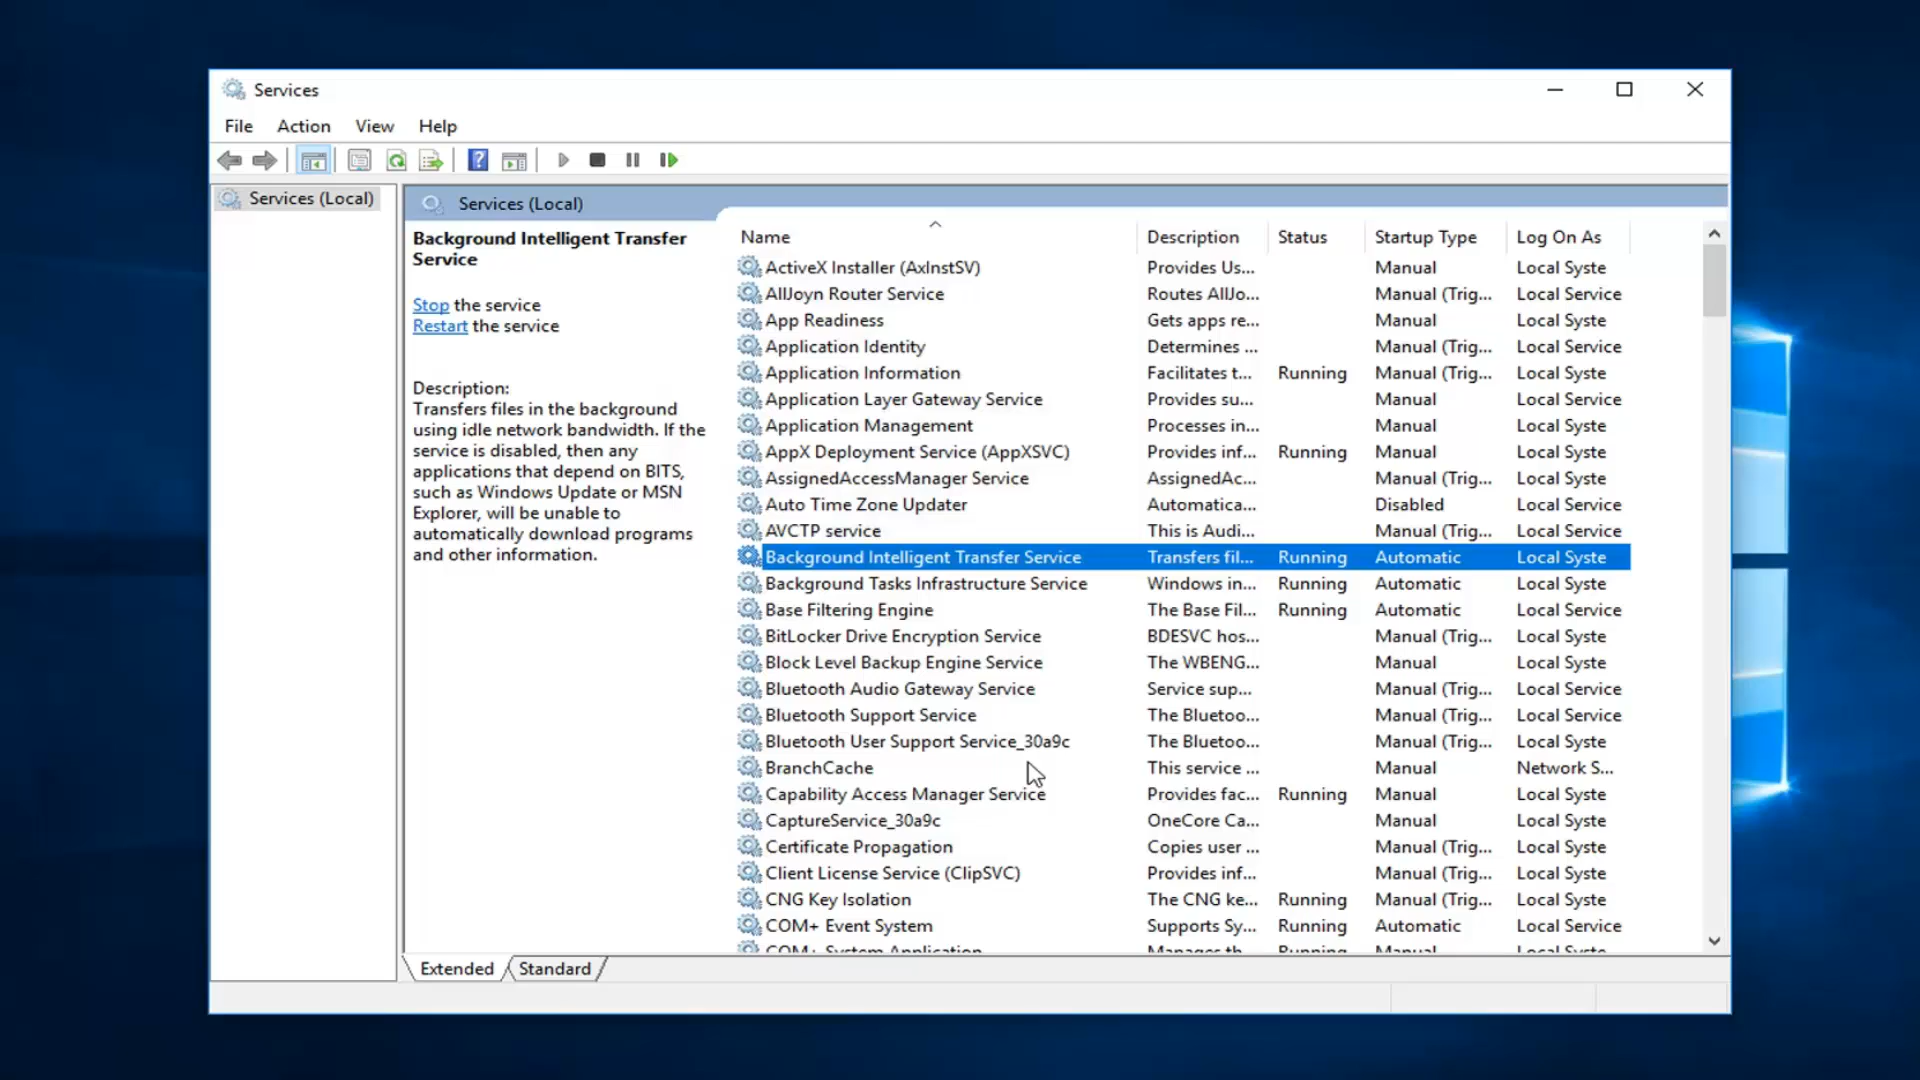 Services
File Action View Help
Services (Local)
Services (Local)
Background Intelligent Transfer
Service
Stop the service
Restart the service
Description:
Transfers files in the background
using idle network bandwidth. If the
service is disabled, then any
applications that depend on BITS,
such as Windows Update or MSN
Explorer, will be unable to
automatically download programs
and other information.
Name Description Status Startup Type Log On As
ActiveX Installer (AxInstSV) Provides Us... Manual Local Syste
AllJoyn Router Service Routes AllJo... Manual (Trig... Local Service
App Readiness Gets apps re... Manual Local Syste
Application Identity Determines ... Manual (Trig... Local Service
Application Information Facilitates t... Running Manual (Trig... Local Syste
Application Layer Gateway Service Provides su... Manual Local Service
Application Management Processes in... Manual Local Syste
AppX Deployment Service (AppXSVC) Provides inf... Running Manual Local Syste
AssignedAccessManager Service AssignedAc... Manual (Trig... Local Syste
Auto Time Zone Updater Automatica... Disabled Local Service
AVCTP service This is Audi... Manual (Trig... Local Service
Background Intelligent Transfer Service Transfers fil... Running Automatic Local Syste
Background Tasks Infrastructure Service Windows in... Running Automatic Local Syste
Base Filtering Engine The Base Fil... Running Automatic Local Service
BitLocker Drive Encryption Service BDESVC hos... Manual (Trig... Local Syste
Block Level Backup Engine Service The WBENG... Manual Local Syste
Bluetooth Audio Gateway Service Service sup... Manual (Trig... Local Service
Bluetooth Support Service The Bluetoo... Manual (Trig... Local Service
Bluetooth User Support Service_30a9c The Bluetoo... Manual (Trig... Local Syste
BranchCache This service ... Manual Network S...
Capability Access Manager Service Provides fac... Running Manual Local Syste
CaptureService_30a9c OneCore Ca... Manual Local Syste
Certificate Propagation Copies user ... Manual (Trig... Local Syste
Client License Service (ClipSVC) Provides inf... Manual (Trig... Local Syste
CNG Key Isolation The CNG ke... Running Manual (Trig... Local Syste
COM+ Event System Supports Sy... Running Automatic Local Service
COM+ System Application Manages th... Running Manual Local Syste
Extended Standard